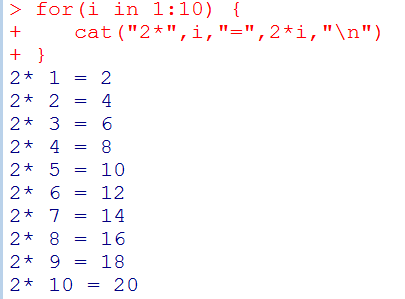 > for(i in 1:10) {
+    cat("2*",i,"=",2*i,"\n")
+ }
2* 1 = 2
2* 2 = 4
2* 3 = 6
2* 4 = 8
2* 5 = 10
2* 6 = 12
2* 7 = 14
2* 8 = 16
2* 9 = 18
2* 10 = 20